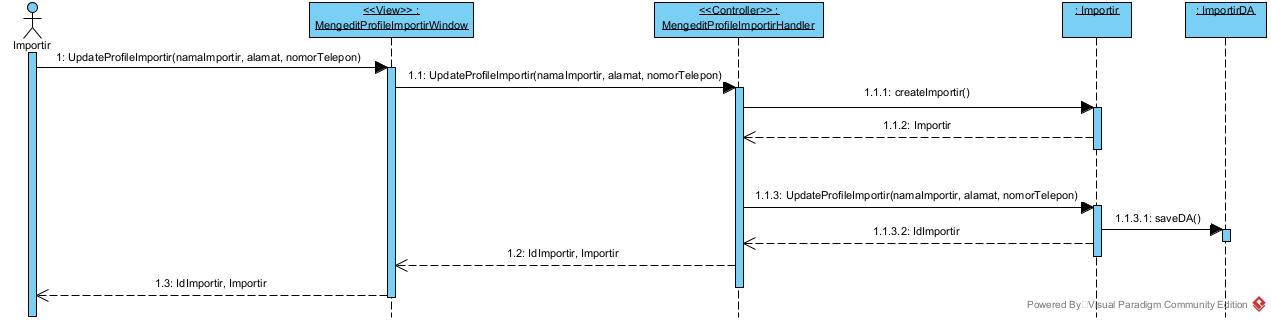 <<View>> :
MengeditProfileImportirWindow
<<Controller>> :
MengeditProfileImportirHandler
: Importir
: ImportirDA
Importir
1: UpdateProfileImportir(namaImportir, alamat, nomorTelepon)
1.1: UpdateProfileImportir(namaImportir, alamat, nomorTelepon)
1.1.1: createImportir()
1.1.2: Importir
1.1.3: UpdateProfileImportir(namaImportir, alamat, nomorTelepon)
1.1.3.1: saveDA()
1.1.3.2: IdImportir
1.2: IdImportir, Importir
1.3: IdImportir, Importir
Powered By Visual Paradigm Community Edition